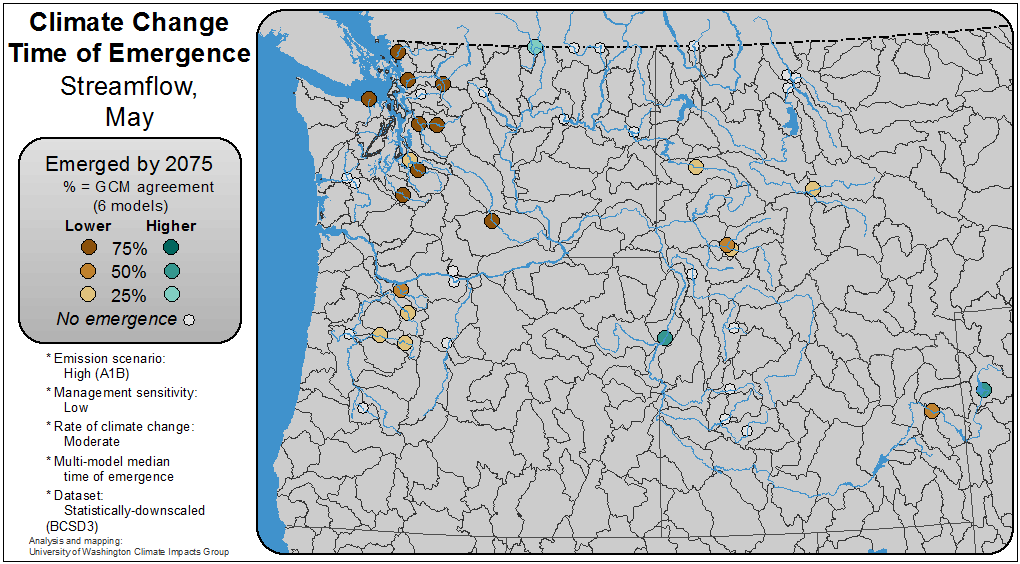 Climate Change
Time of Emergence
Streamflow,
May
Emerged by 2075
% = GCM agreement
(6 models)
Lower Higher
75%
50%
25%
No emergence
* Emission scenario:
High (A1B)
* Management sensitivity:
Low
* Rate of climate change:
Moderate
* Multi-model median
time of emergence
* Dataset:
Statistically-downscaled
(BCSD3)
Analysis and mapping:
University of Washington Climate Impacts Group